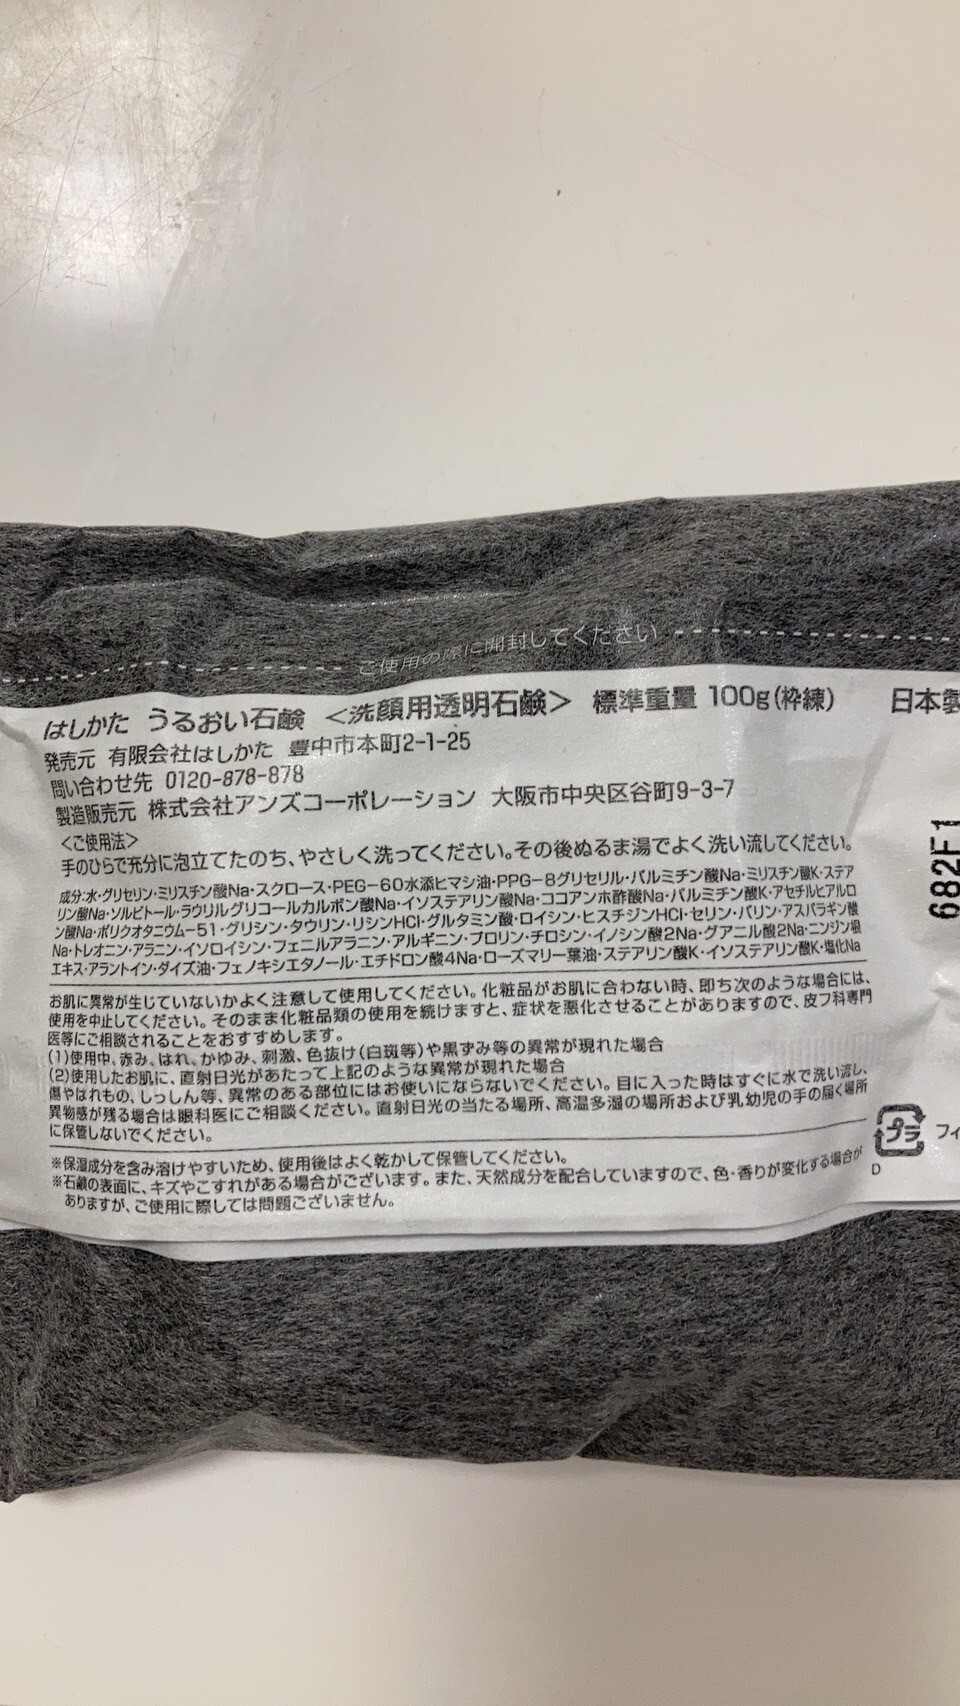 ご使用の際に開封してください
はしかた うるおい石鹸 <洗顔用透明石鹸> 標準重量 100g(枠練) 日本製
発売元 有限会社はしかた 豊中市本町2-1-25
問い合わせ先 0120-878-878
製造販売元 株式会社アンズコーポレーション 大阪市中央区谷町9-3-7
<ご使用法>
手のひらで充分に泡立てたのち、やさしく洗ってください。その後ぬるま湯でよく洗い流してください。
成分:水・グリセリン・ミリスチン酸Na・スクロース・PEG-60水添ヒマシ油・PPG-8グリセリル・パルミチン酸Na・ミリスチン酸K・ステア
リン酸Na・ソルビトール・ラウリルグリコールカルボン酸Na・イソステアリン酸Na・ココアンホ酢酸Na・パルミチン酸K・アセチルヒアルロ
ン酸Na・ポリクオタニウム-51・グリシン・タウリン・リシンHCl・グルタミン酸・ロイシン・ヒスチジンHCl・セリン・バリン・アスパラギン酸
Na・トレオニン・アラニン・イソロイシン・フェニルアラニン・アルギニン・プロリン・チロシン・イノシン酸2Na・グアニル酸2Na・ニンジン根
エキス・アラントイン・ダイズ油・フェノキシエタノール・エチドロン酸4Na・ローズマリー葉油・ステアリン酸K・イソステアリン酸K・塩化Na
お肌に異常が生じていないかよく注意して使用してください。化粧品がお肌に合わない時、即ち次のような場合には、
使用を中止してください。そのまま化粧品類の使用を続けますと、症状を悪化させることがありますので、皮フ科専門
医等にご相談されることをおすすめします。
(1)使用中、赤み、はれ、かゆみ、刺激、色抜け(白斑等)や黒ずみ等の異常が現れた場合
(2)使用したお肌に、直射日光があたって上記のような異常が現れた場合
傷やはれもの、しっしん等、異常のある部位にはお使いにならないでください。目に入った時はすぐに水で洗い流し、
異物感が残る場合は眼科医にご相談ください。直射日光の当たる場所、高温多湿の場所および乳幼児の手の届く場所
に保管しないでください。
※保湿成分を含み溶けやすいため、使用後はよく乾かして保管してください。
※石鹸の表面に、キズやこすれがある場合がございます。また、天然成分を配合していますので、色・香りが変化する場合が
ありますが、ご使用に際しては問題ございません。
682F1
プラ フィ
D